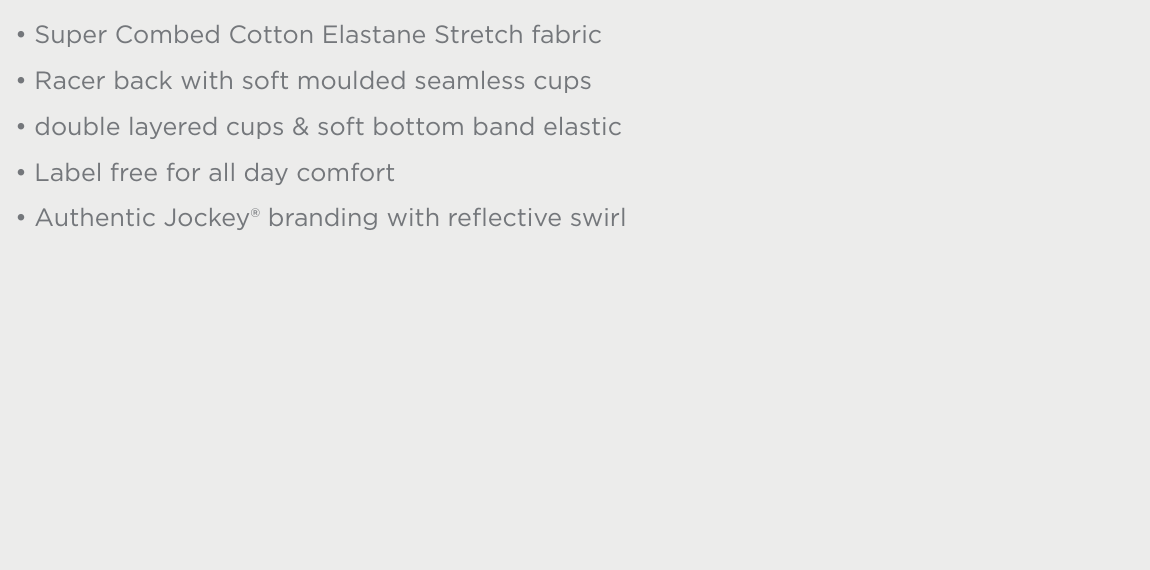 • Super Combed Cotton Elastane Stretch fabric
• Racer back with soft moulded seamless cups
• double layered cups & soft bottom band elastic
• Label free for all day comfort
• Authentic Jockey® branding with reflective swirl